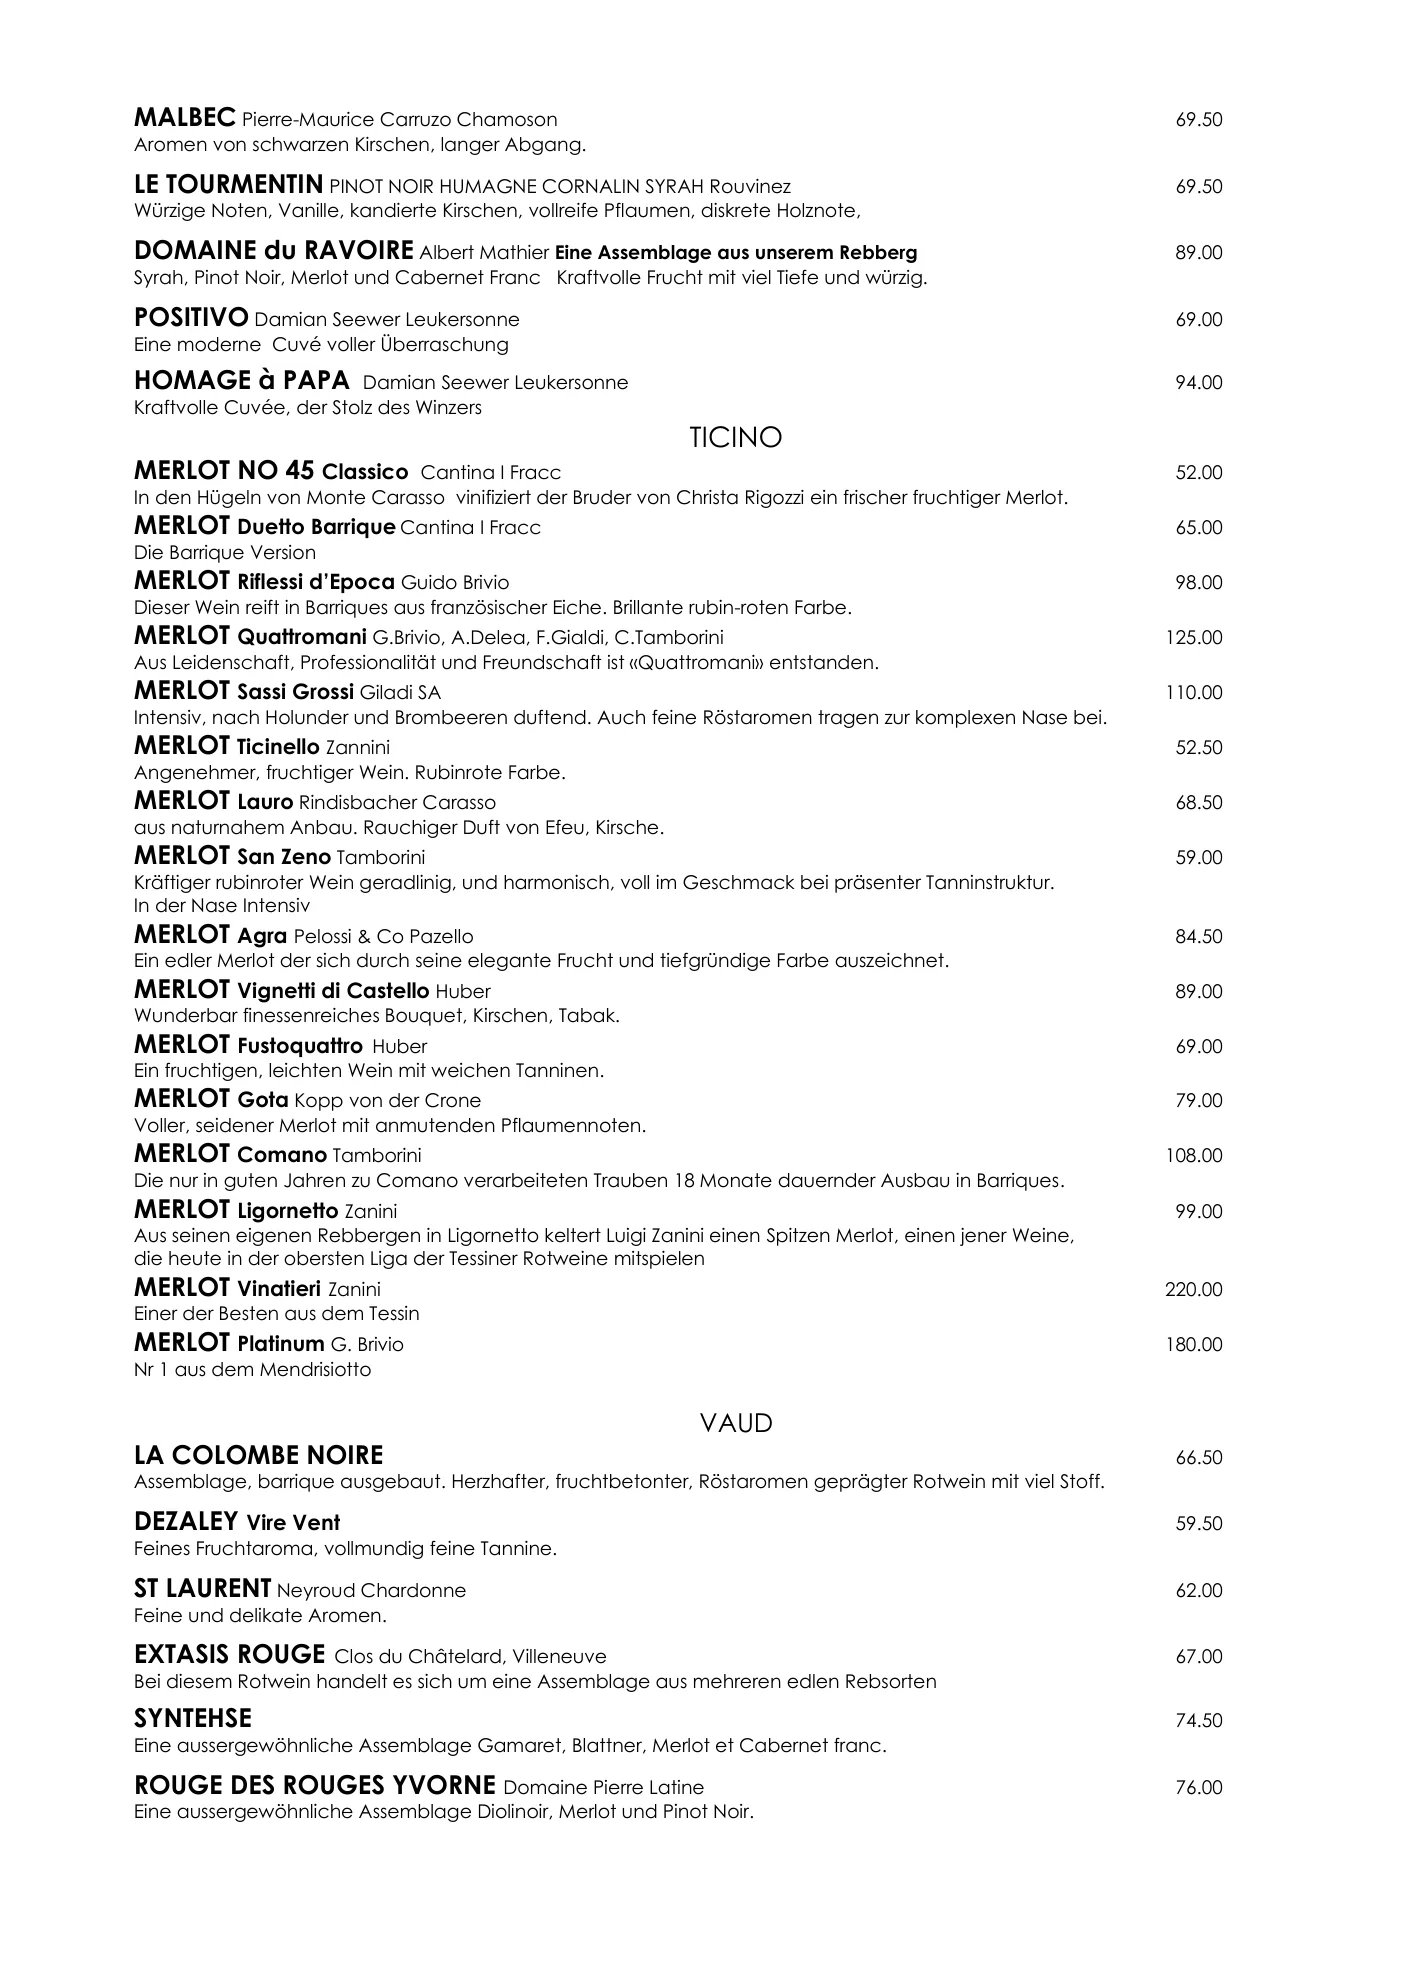 MALBEC Pierre-Maurice Carruzo Chamoson 69.50
Aromen von schwarzen Kirschen, langer Abgang.
LE TOURMENTIN PINOT NOIR HUMAGNE CORNALIN SYRAH Rouvinez 69.50
Würzige Noten, Vanille, kandierte Kirschen, vollreife Pflaumen, diskrete Holznote,
DOMAINE du RAVOIRE Albert Mathier Eine Assemblage aus unserem Rebberg 89.00
Syrah, Pinot Noir, Merlot und Cabernet Franc Kraftvolle Frucht mit viel Tiefe und würzig.
POSITIVO Damian Seewer Leukersonne 69.00
Eine moderne Cuvé voller Überraschung
HOMAGE à PAPA Damian Seewer Leukersonne 94.00
Kraftvolle Cuvée, der Stolz des Winzers
TICINO
MERLOT NO 45 Classico Cantina I Fracc 52.00
In den Hügeln von Monte Carasso vinifiziert der Bruder von Christa Rigozzi ein frischer fruchtiger Merlot.
MERLOT Duetto Barrique Cantina I Fracc 65.00
Die Barrique Version
MERLOT Riflessi d’Epoca Guido Brivio 98.00
Dieser Wein reift in Barriques aus französischer Eiche. Brillante rubin-roten Farbe.
MERLOT Quattromani G.Brivio, A.Delea, F.Gialdi, C.Tamborini 125.00
Aus Leidenschaft, Professionalität und Freundschaft ist «Quattromani» entstanden.
MERLOT Sassi Grossi Giladi SA 110.00
Intensiv, nach Holunder und Brombeeren duftend. Auch feine Röstaromen tragen zur komplexen Nase bei.
MERLOT Ticinello Zannini 52.50
Angenehmer, fruchtiger Wein. Rubinrote Farbe.
MERLOT Lauro Rindisbacher Carasso 68.50
aus naturnahem Anbau. Rauchiger Duft von Efeu, Kirsche.
MERLOT San Zeno Tamborini 59.00
Kräftiger rubinroter Wein geradlinig, und harmonisch, voll im Geschmack bei präsenter Tanninstruktur.
In der Nase Intensiv
MERLOT Agra Pelossi & Co Pazello 84.50
Ein edler Merlot der sich durch seine elegante Frucht und tiefgründige Farbe auszeichnet.
MERLOT Vignetti di Castello Huber 89.00
Wunderbar finessenreiches Bouquet, Kirschen, Tabak.
MERLOT Fustoquattro Huber 69.00
Ein fruchtigen, leichten Wein mit weichen Tanninen.
MERLOT Gota Kopp von der Crone 79.00
Voller, seidener Merlot mit anmutenden Pflaumennoten.
MERLOT Comano Tamborini 108.00
Die nur in guten Jahren zu Comano verarbeiteten Trauben 18 Monate dauernder Ausbau in Barriques.
MERLOT Ligornetto Zanini 99.00
Aus seinen eigenen Rebbergen in Ligornetto keltert Luigi Zanini einen Spitzen Merlot, einen jener Weine,
die heute in der obersten Liga der Tessiner Rotweine mitspielen
MERLOT Vinatieri Zanini 220.00
Einer der Besten aus dem Tessin
MERLOT Platinum G. Brivio 180.00
Nr 1 aus dem Mendrisiotto
VAUD
LA COLOMBE NOIRE 66.50
Assemblage, barrique ausgebaut. Herzhafter, fruchtbetonter, Röstaromen geprägter Rotwein mit viel Stoff.
DEZALEY Vire Vent 59.50
Feines Fruchtaroma, vollmundig feine Tannine.
ST LAURENT Neyroud Chardonne 62.00
Feine und delikate Aromen.
EXTASIS ROUGE Clos du Châtelard, Villeneuve 67.00
Bei diesem Rotwein handelt es sich um eine Assemblage aus mehreren edlen Rebsorten
SYNTEHSE 74.50
Eine aussergewöhnliche Assemblage Gamaret, Blattner, Merlot et Cabernet franc.
ROUGE DES ROUGES YVORNE Domaine Pierre Latine 76.00
Eine aussergewöhnliche Assemblage Diolinoir, Merlot und Pinot Noir.